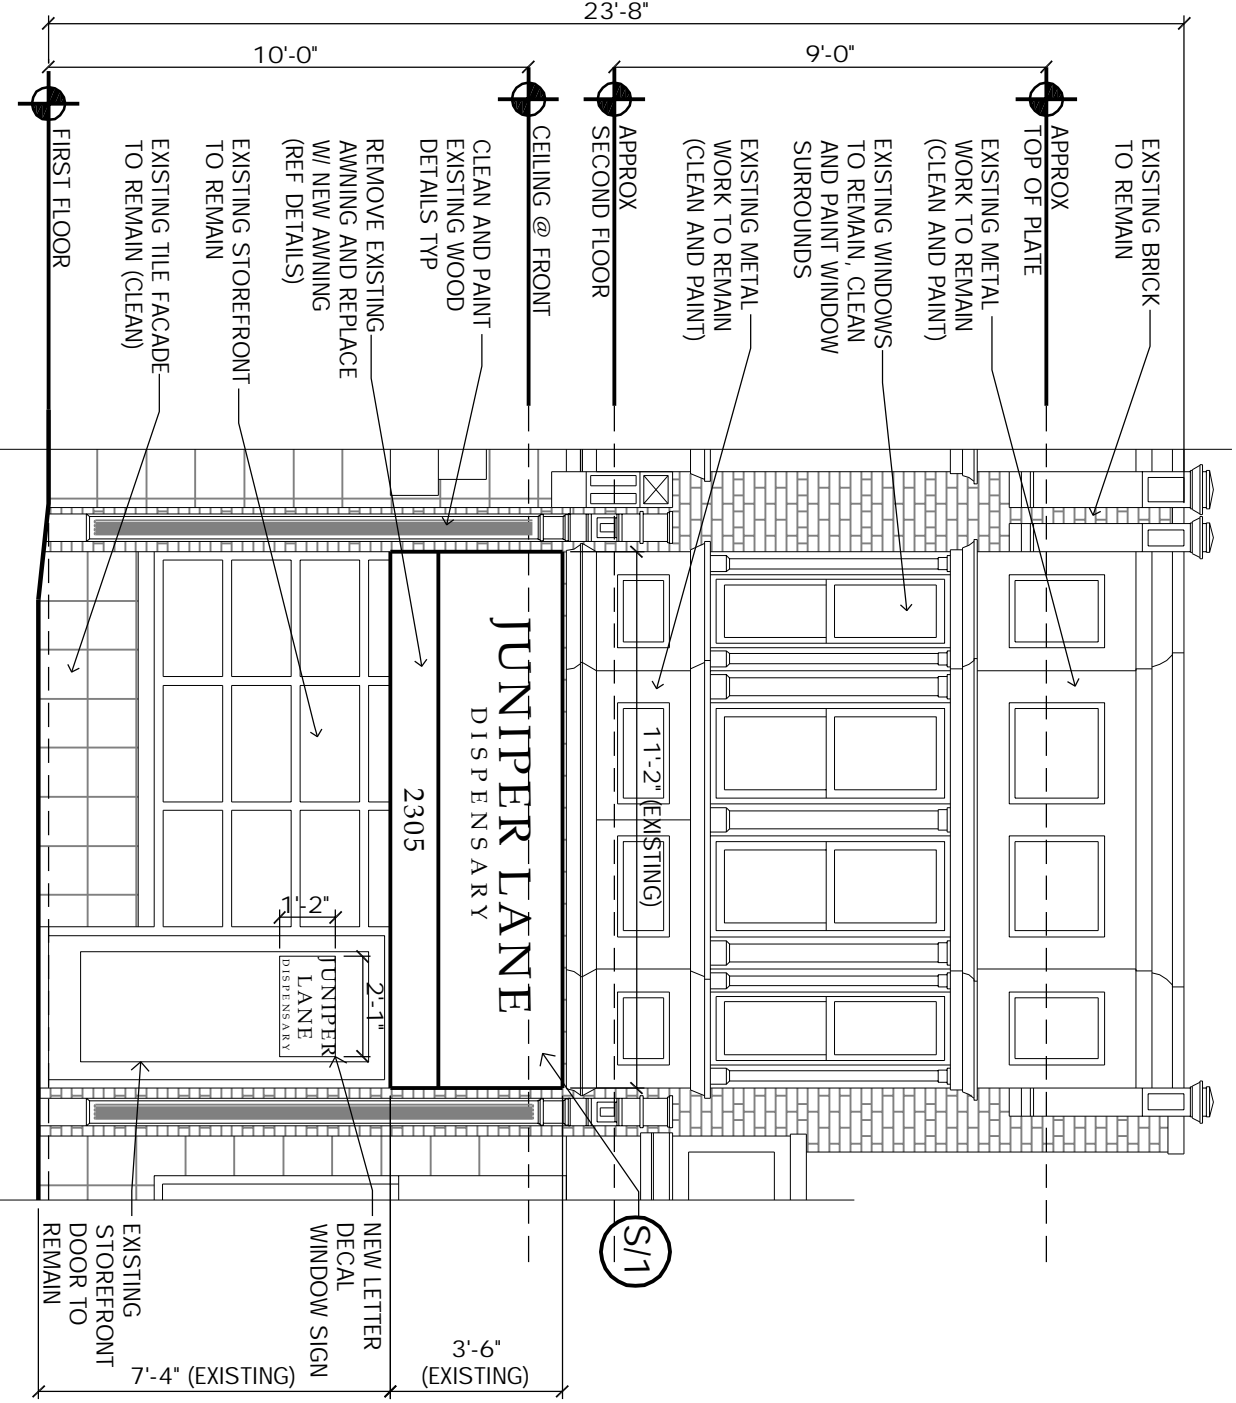 23'-8"
10'-0"
9'-0"
EXISTING BRICK
TO REMAIN
APPROX
TOP OF PLATE
EXISTING METAL
WORK TO REMAIN
(CLEAN AND PAINT)
EXISTING WINDOWS
TO REMAIN, CLEAN
AND PAINT WINDOW
SURROUNDS
EXISTING METAL
WORK TO REMAIN
(CLEAN AND PAINT)
APPROX
SECOND FLOOR
CEILING @ FRONT
CLEAN AND PAINT
EXISTING WOOD
DETAILS TYP
REMOVE EXISTING
AWNING AND REPLACE
W/ NEW AWNING
(REF DETAILS)
EXISTING STOREFRONT
TO REMAIN
EXISTING TILE FACADE
TO REMAIN (CLEAN)
FIRST FLOOR
11'-2" (EXISTING)
JUNIPER LANE
DISPENSARY
2305
2'-1"
1'-2"
JUNIPER
LANE
DISPENSARY
S/1
NEW LETTER
DECAL
WINDOW SIGN
EXISTING
STOREFRONT
DOOR TO
REMAIN
3'-6"
(EXISTING)
7'-4" (EXISTING)